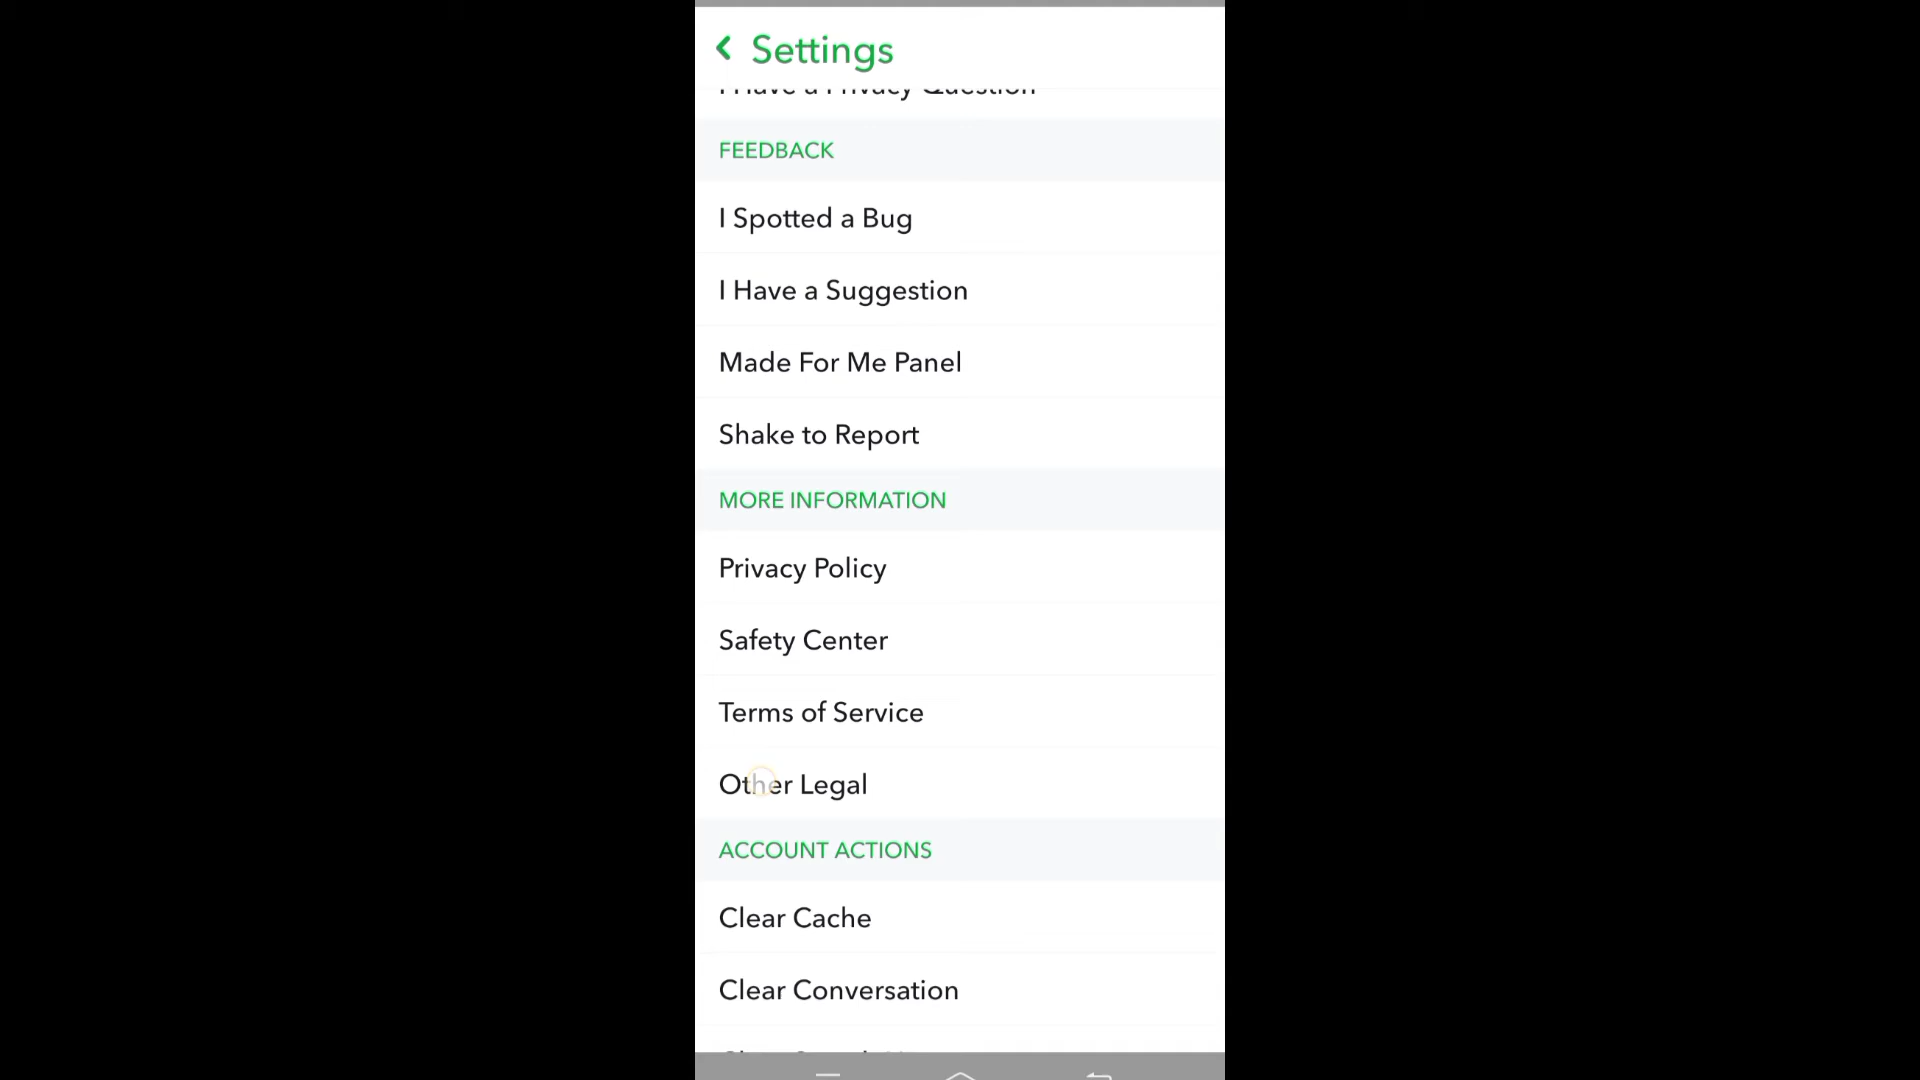 Settings
I Have a Privacy Question
FEEDBACK
I Spotted a Bug
I Have a Suggestion
Made For Me Panel
Shake to Report
MORE INFORMATION
Privacy Policy
Safety Center
Terms of Service
Other Legal
ACCOUNT ACTIONS
Clear Cache
Clear Conversation